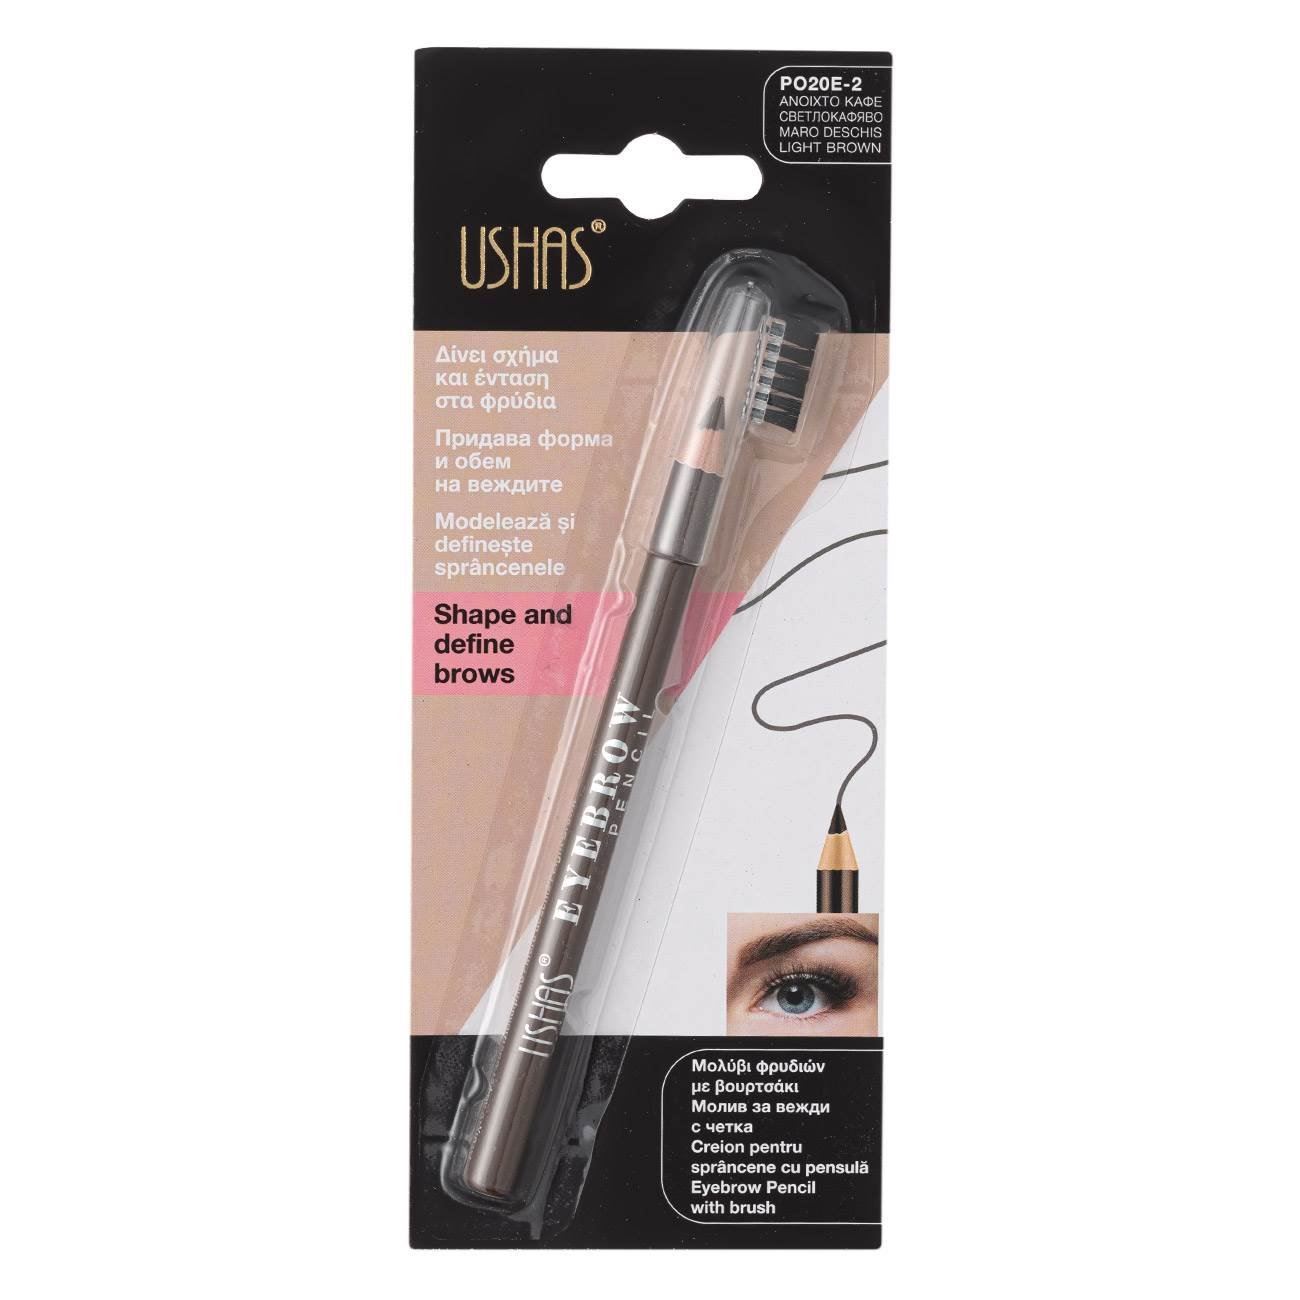 PO20E-2
ΑΝΟΙΧΤΟ ΚΑΦΕ
СВЕТЛОКАФЯВО
MARO DESCHIS
LIGHT BROWN
USHAS®
Δίνει σχήμα
και ένταση
στα φρύδια
Придава форма
и обем
на веждите
Modelează și
definește
sprâncenele
Shape and
define
brows
USHAS® EYEBROW
PENCIL
Μολύβι φρυδιών
με βουρτσάκι
Молив за вежди
с четка
Creion pentru
sprâncene cu pensulă
Eyebrow Pencil
with brush